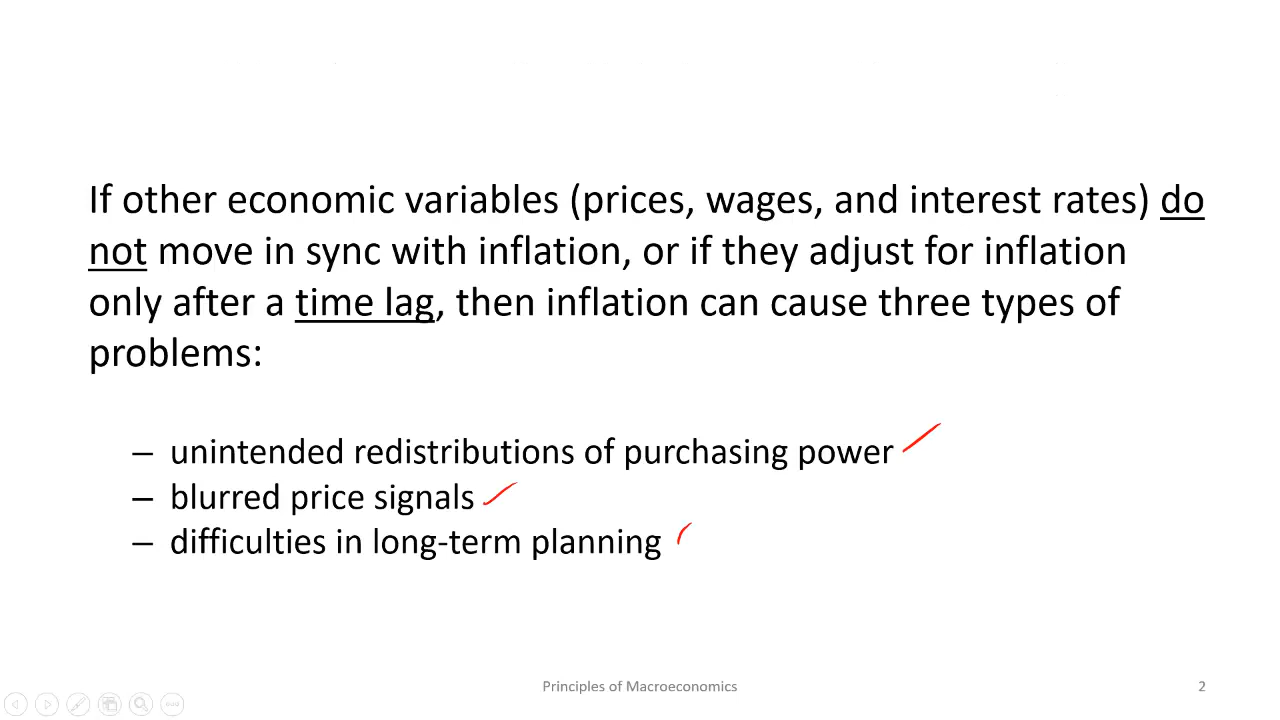 If other economic variables (prices, wages, and interest rates) do
not move in sync with inflation, or if they adjust for inflation
only after a time lag, then inflation can cause three types of
problems:
– unintended redistributions of purchasing power
– blurred price signals
– difficulties in long-term planning
Principles of Macroeconomics
2